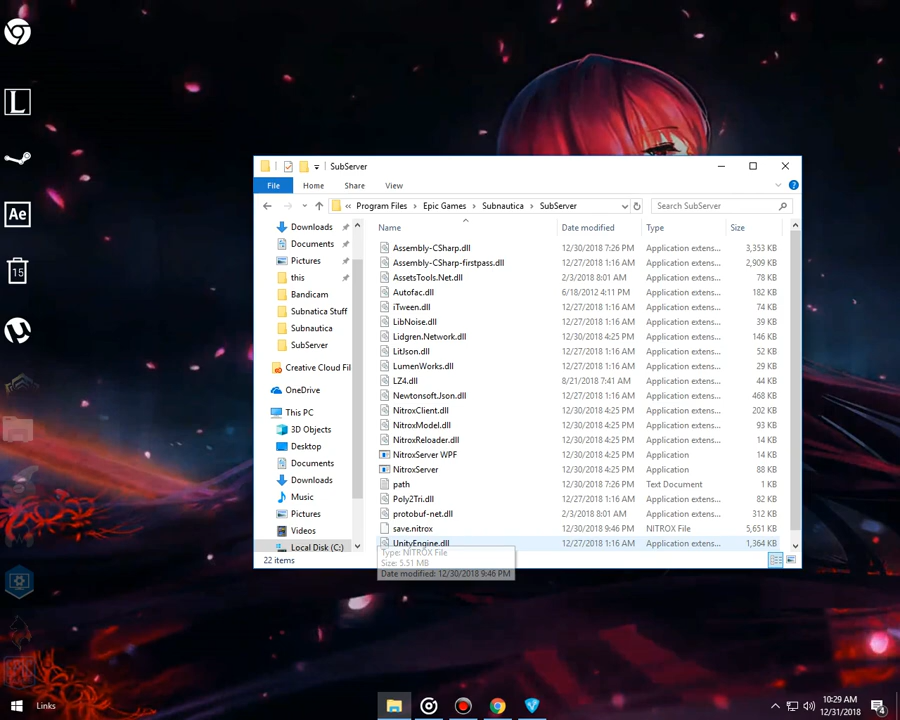 SubServer
File Home Share View
« Program Files › Epic Games › Subnautica › SubServer
Search SubServer
Name Date modified Type Size
Downloads
Documents
Pictures
this
Bandicam
Subnatica Stuff
Subnautica
SubServer
Creative Cloud Fil
OneDrive
This PC
3D Objects
Desktop
Documents
Downloads
Music
Pictures
Videos
Local Disk (C:)
Assembly-CSharp.dll 12/30/2018 7:26 PM Application extens... 3,353 KB
Assembly-CSharp-firstpass.dll 12/27/2018 1:16 AM Application extens... 2,909 KB
AssetsTools.Net.dll 2/3/2018 8:01 AM Application extens... 78 KB
Autofac.dll 6/18/2012 4:11 PM Application extens... 182 KB
iTween.dll 12/27/2018 1:16 AM Application extens... 74 KB
LibNoise.dll 12/27/2018 1:16 AM Application extens... 39 KB
Lidgren.Network.dll 12/30/2018 4:25 PM Application extens... 146 KB
LitJson.dll 12/27/2018 1:16 AM Application extens... 52 KB
LumenWorks.dll 12/27/2018 1:16 AM Application extens... 29 KB
LZ4.dll 8/21/2018 7:41 AM Application extens... 44 KB
Newtonsoft.Json.dll 12/27/2018 1:16 AM Application extens... 468 KB
NitroxClient.dll 12/30/2018 4:25 PM Application extens... 202 KB
NitroxModel.dll 12/30/2018 4:25 PM Application extens... 93 KB
NitroxReloader.dll 12/30/2018 4:25 PM Application extens... 14 KB
NitroxServer WPF 12/30/2018 4:25 PM Application 14 KB
NitroxServer 12/30/2018 4:25 PM Application 88 KB
path 12/30/2018 7:26 PM Text Document 1 KB
Poly2Tri.dll 12/27/2018 1:16 AM Application extens... 82 KB
protobuf-net.dll 2/3/2018 8:01 AM Application extens... 312 KB
save.nitrox 12/30/2018 9:46 PM NITROX File 5,651 KB
UnityEngine.dll 12/27/2018 1:16 AM Application extens... 1,364 KB
Type: NITROX File
Size: 5.51 MB
Date modified: 12/30/2018 9:46 PM
22 items
L
Ae
15
Links
10:29 AM
12/31/2018
4